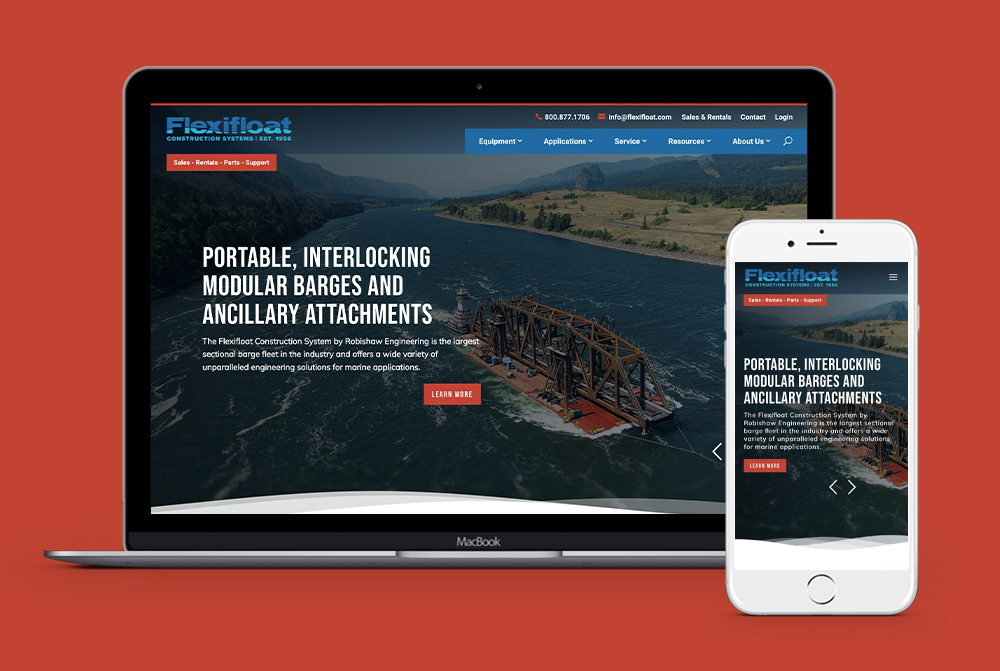 Flexifloat
CONSTRUCTION SYSTEMS | EST. 1956
800.877.1706 info@flexifloat.com Sales & Rentals Contact Login
Equipment Applications Service Resources About Us
Sales - Rentals - Parts - Support
PORTABLE, INTERLOCKING
MODULAR BARGES AND
ANCILLARY ATTACHMENTS
The Flexifloat Construction System by Robishaw Engineering is the largest
sectional barge fleet in the industry and offers a wide variety of
unparalleled engineering solutions for marine applications.
LEARN MORE
MacBook
Flexifloat
CONSTRUCTION SYSTEMS | EST. 1956
Sales - Rentals - Parts - Support
PORTABLE, INTERLOCKING
MODULAR BARGES AND
ANCILLARY ATTACHMENTS
The Flexifloat Construction System by
Robishaw Engineering is the largest sectional
barge fleet in the industry and offers a wide
variety of unparalleled engineering solutions
for marine applications.
LEARN MORE